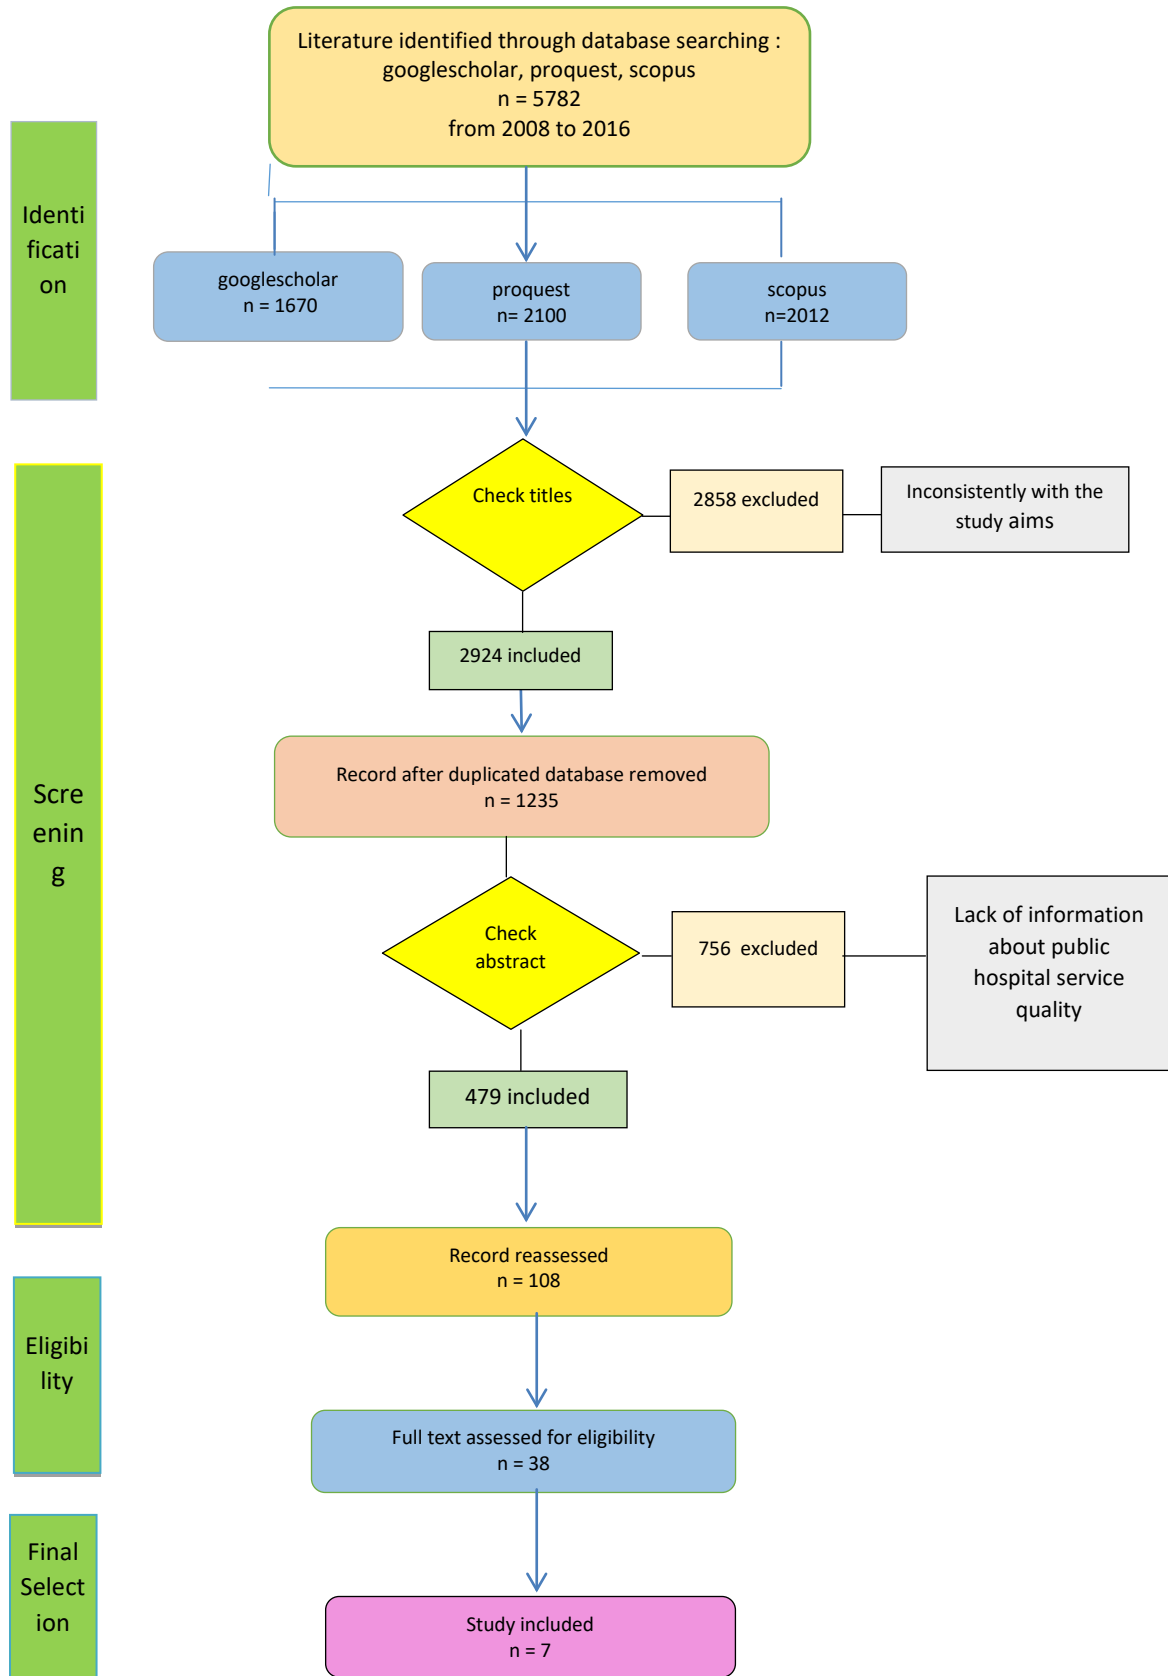 Literature identified through database searching :
googlescholar, proquest, scopus
n = 5782
from 2008 to 2016
Identi
ficati
on
googlescholar
n = 1670
proquest
n= 2100
scopus
n=2012
Check titles
2858 excluded
Inconsistently with the
study aims
2924 included
Record after duplicated database removed
n = 1235
Scre
enin
g
Check
abstract
756 excluded
Lack of information
about public
hospital service
quality
479 included
Record reassessed
n = 108
Eligibi
lity
Full text assessed for eligibility
n = 38
Final
Select
ion
Study included
n = 7